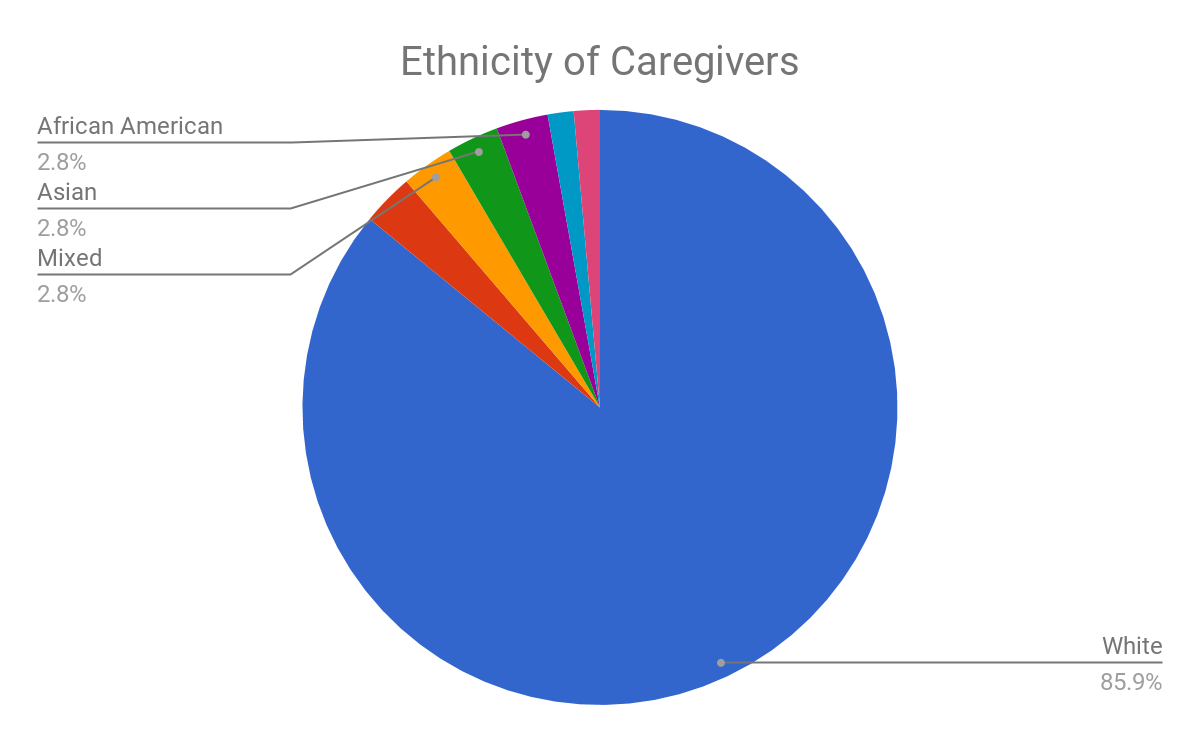 Ethnicity of Caregivers
African American
2.8%
Asian
2.8%
Mixed
2.8%
White
85.9%